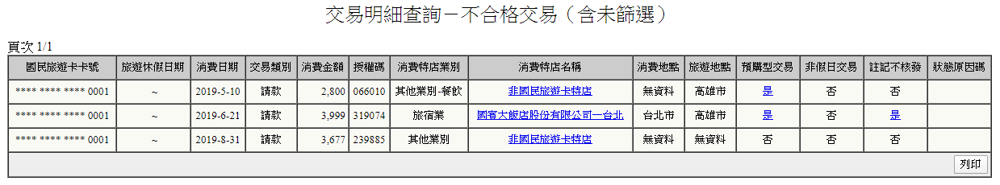 交易明細查詢－不合格交易（含未篩選）
頁次 1/1
國民旅遊卡卡號 旅遊休假日期 消費日期 交易類別 消費金額 授權碼 消費特店業別 消費特店名稱 消費地點 旅遊地點 預購型交易 非假日交易 註記不核發 狀態原因碼
**** **** **** 0001 ~ 2019-5-10 請款 2,800 066010 其他業別-餐飲 非國民旅遊卡特店 無資料 高雄市 是 否 否
**** **** **** 0001 ~ 2019-6-21 請款 3,999 319074 旅宿業 國賓大飯店股份有限公司一台北 台北市 高雄市 是 否 是
**** **** **** 0001 ~ 2019-8-31 請款 3,677 239885 其他業別 非國民旅遊卡特店 無資料 無資料 否 否 否
列印